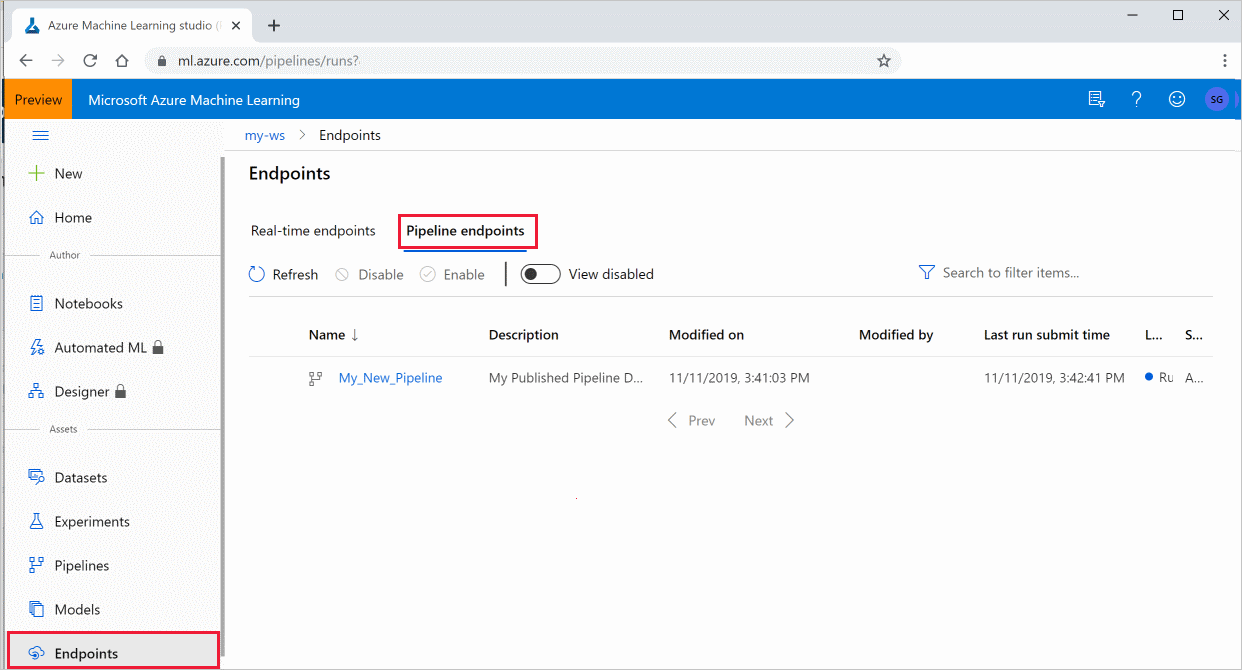 Azure Machine Learning studio (
ml.azure.com/pipelines/runs?
Preview Microsoft Azure Machine Learning SG
my-ws > Endpoints
New
Home
Author
Notebooks
Automated ML
Designer
Assets
Datasets
Experiments
Pipelines
Models
Endpoints
Endpoints
Real-time endpoints Pipeline endpoints
Refresh Disable Enable View disabled Search to filter items...
Name ↓ Description Modified on Modified by Last run submit time L... S...
My_New_Pipeline My Published Pipeline D... 11/11/2019, 3:41:03 PM 11/11/2019, 3:42:41 PM Ru A...
Prev Next